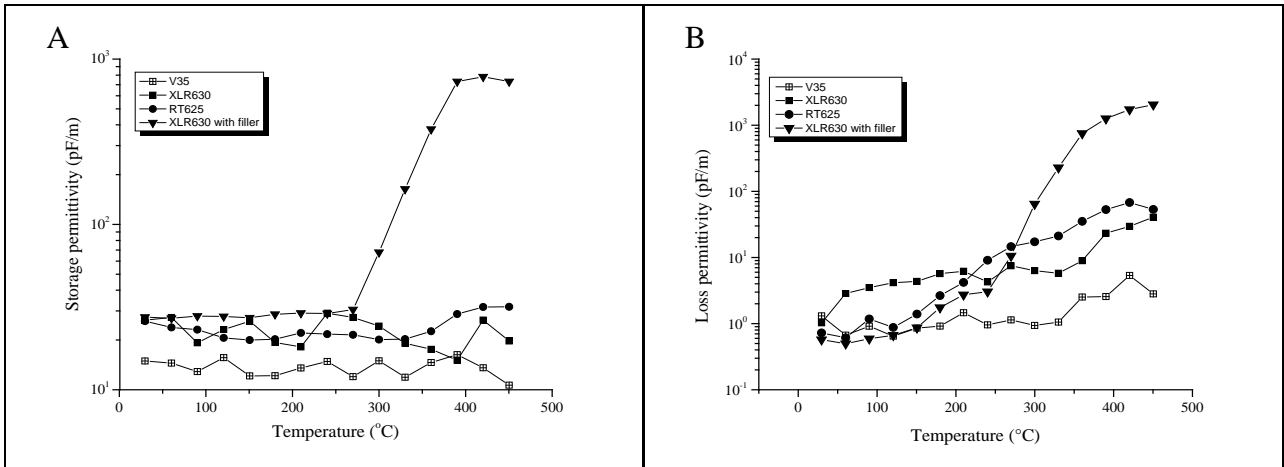 A
Storage permittivity (pF/m)
10³
10²
10¹
V35
XLR630
RT625
XLR630 with filler
0 100 200 300 400 500
Temperature (°C)
B
Loss permittivity (pF/m)
10⁴
10³
10²
10¹
10⁰
10⁻¹
V35
XLR630
RT625
XLR630 with filler
0 100 200 300 400 500
Temperature (°C)